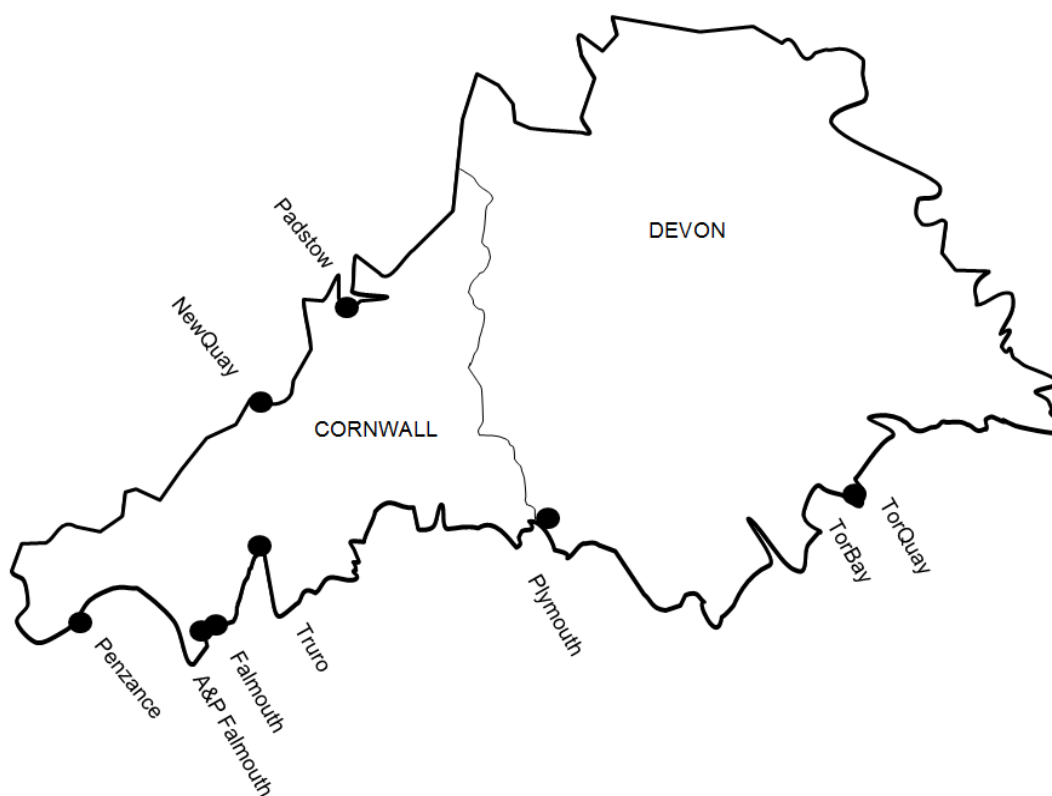 DEVON
Padstow
NewQuay
CORNWALL
TorQuay
TorBay
Plymouth
Truro
Falmouth
A&P Falmouth
Penzance